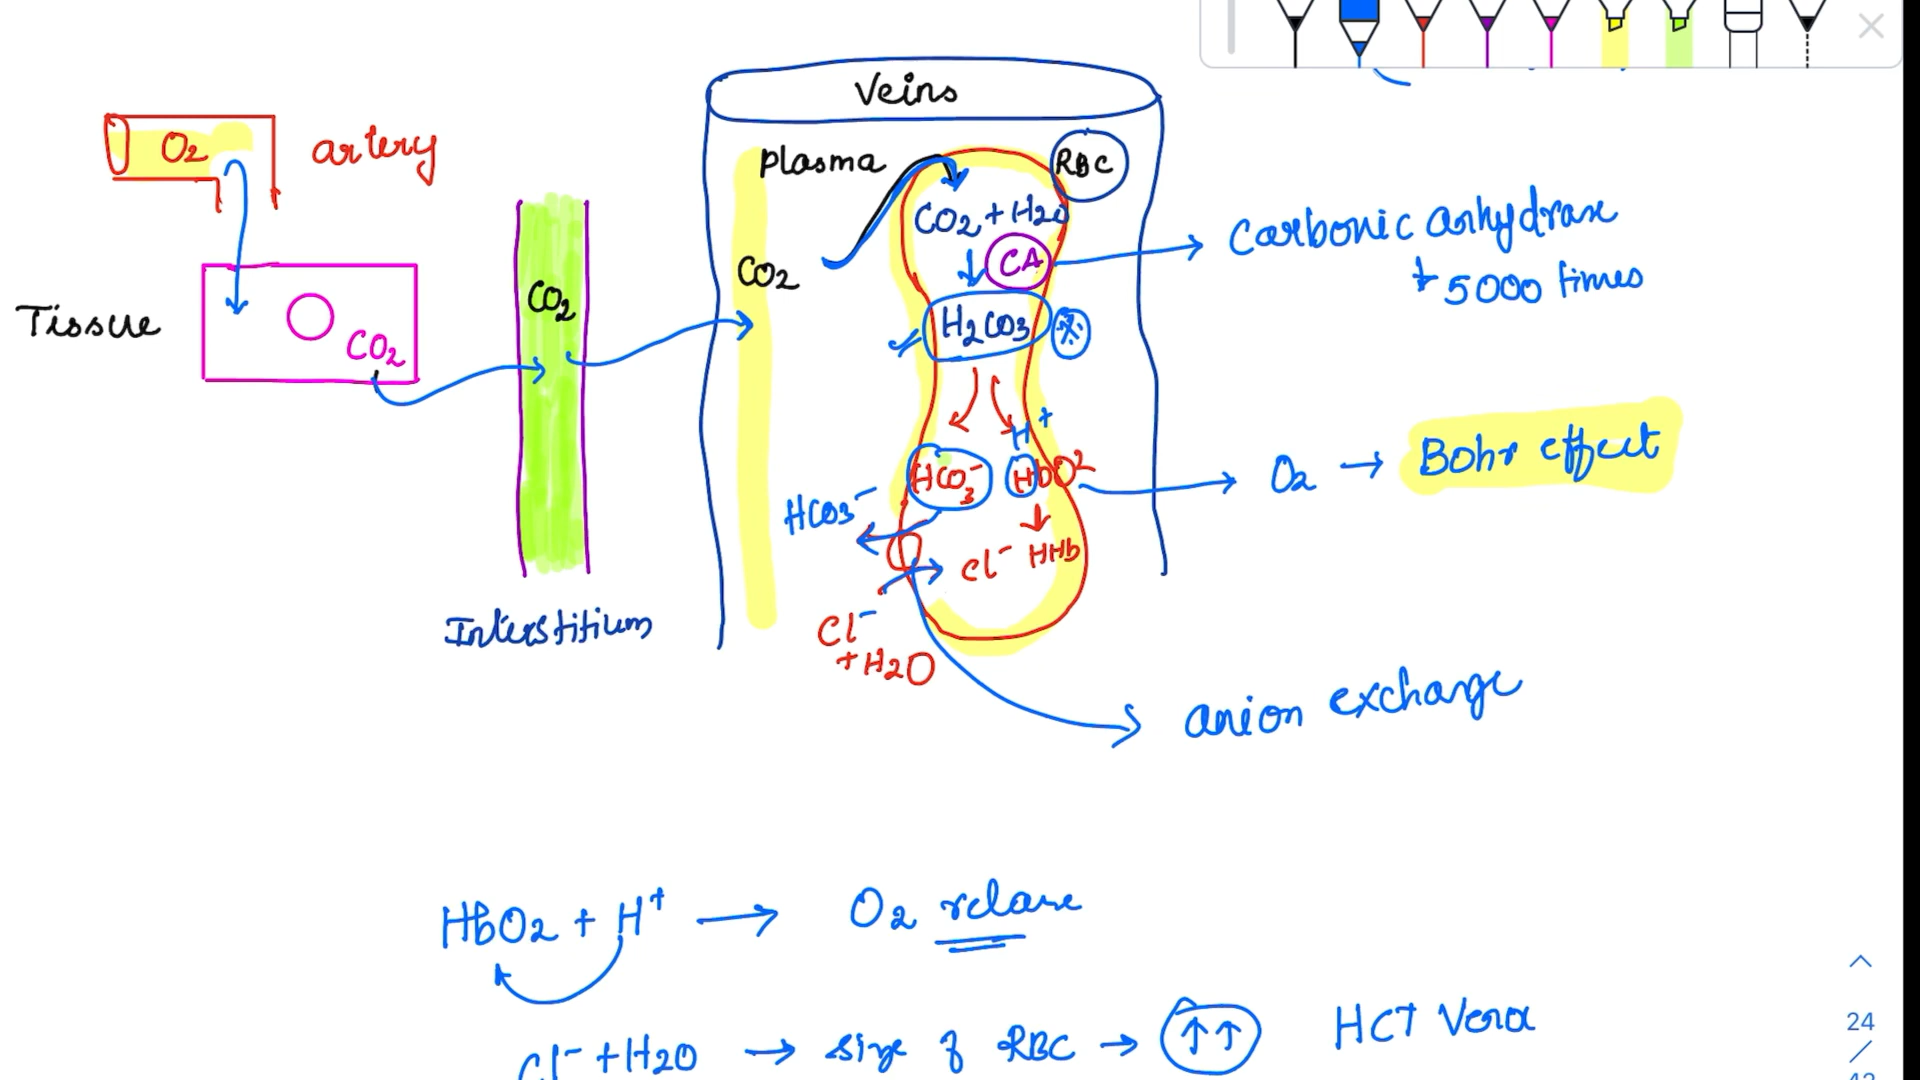 Veins
O2
artery
Plasma
RBC
CO2 + H2O
CA
Carbonic anhydrase
↑ 5000 times
CO2
CO2
Tissue
CO2
H2CO3
H+
HCO3-
HbO2
O2 → Bohr effect
HCO3-
Cl-
HHb
Cl-
+ H2O
Interstitium
anion exchange
HbO2 + H+ → O2 release
Cl- + H2O → size of RBC → ↑↑
HCT
24
/